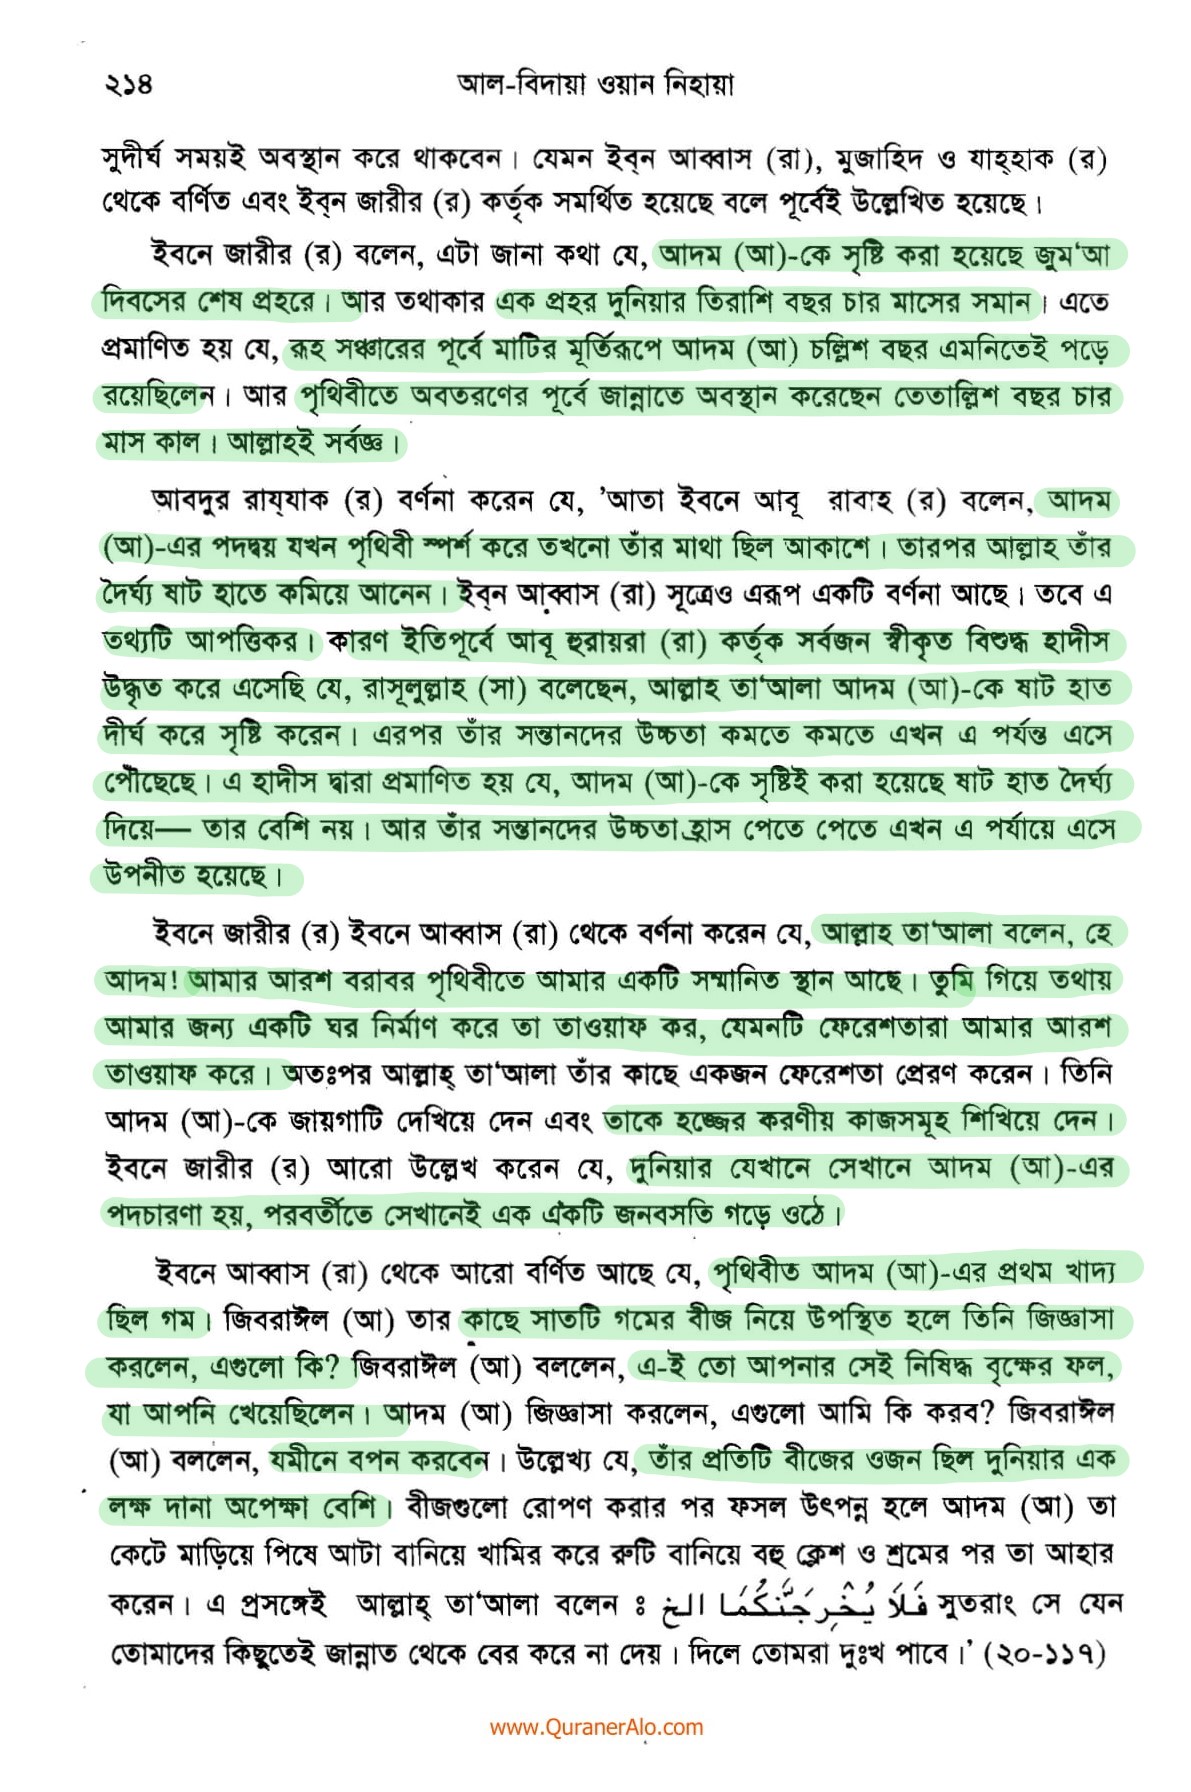 ২১৪ আল-বিদায়া ওয়ান নিহায়া
সুদীর্ঘ সময়ই অবস্থান করে থাকবেন। যেমন ইব্‌ন আব্বাস (রা), মুজাহিদ ও যাহ্‌হাক (র)
থেকে বর্ণিত এবং ইব্‌ন জারীর (র) কর্তৃক সমর্থিত হয়েছে বলে পূর্বেই উল্লেখিত হয়েছে।
ইবনে জারীর (র) বলেন, এটা জানা কথা যে, আদম (আ)-কে সৃষ্টি করা হয়েছে জুম‘আ
দিবসের শেষ প্রহরে। আর তথাকার এক প্রহর দুনিয়ার তিরাশি বছর চার মাসের সমান। এতে
প্রমাণিত হয় যে, রূহ সঞ্চারের পূর্বে মাটির মূর্তিরূপে আদম (আ) চল্লিশ বছর এমনিতেই পড়ে
রয়েছিলেন। আর পৃথিবীতে অবতরণের পূর্বে জান্নাতে অবস্থান করেছেন তেতাল্লিশ বছর চার
মাস কাল। আল্লাহই সর্বজ্ঞ।
আবদুর রায্‌যাক (র) বর্ণনা করেন যে, ’আতা ইবনে আবূ রাবাহ (র) বলেন, আদম
(আ)-এর পদদ্বয় যখন পৃথিবী স্পর্শ করে তখনো তাঁর মাথা ছিল আকাশে। তারপর আল্লাহ তাঁর
দৈর্ঘ্য ষাট হাতে কমিয়ে আনেন। ইব্‌ন আব্বাস (রা) সূত্রেও এরূপ একটি বর্ণনা আছে। তবে এ
তথ্যটি আপত্তিকর। কারণ ইতিপূর্বে আবূ হুরায়রা (রা) কর্তৃক সর্বজন স্বীকৃত বিশুদ্ধ হাদীস
উদ্ধৃত করে এসেছি যে, রাসূলুল্লাহ (সা) বলেছেন, আল্লাহ তা‘আলা আদম (আ)-কে ষাট হাত
দীর্ঘ করে সৃষ্টি করেন। এরপর তাঁর সন্তানদের উচ্চতা কমতে কমতে এখন এ পর্যন্ত এসে
পৌঁছেছে। এ হাদীস দ্বারা প্রমাণিত হয় যে, আদম (আ)-কে সৃষ্টিই করা হয়েছে ষাট হাত দৈর্ঘ্য
দিয়ে— তার বেশি নয়। আর তাঁর সন্তানদের উচ্চতা হ্রাস পেতে পেতে এখন এ পর্যায়ে এসে
উপনীত হয়েছে।
ইবনে জারীর (র) ইবনে আব্বাস (রা) থেকে বর্ণনা করেন যে, আল্লাহ তা‘আলা বলেন, হে
আদম! আমার আরশ বরাবর পৃথিবীতে আমার একটি সম্মানিত স্থান আছে। তুমি গিয়ে তথায়
আমার জন্য একটি ঘর নির্মাণ করে তা তাওয়াফ কর, যেমনটি ফেরেশতারা আমার আরশ
তাওয়াফ করে। অতঃপর আল্লাহ্ তা‘আলা তাঁর কাছে একজন ফেরেশতা প্রেরণ করেন। তিনি
আদম (আ)-কে জায়গাটি দেখিয়ে দেন এবং তাকে হজ্জের করণীয় কাজসমূহ শিখিয়ে দেন।
ইবনে জারীর (র) আরো উল্লেখ করেন যে, দুনিয়ার যেখানে সেখানে আদম (আ)-এর
পদচারণা হয়, পরবর্তীতে সেখানেই এক একটি জনবসতি গড়ে ওঠে।
ইবনে আব্বাস (রা) থেকে আরো বর্ণিত আছে যে, পৃথিবীত আদম (আ)-এর প্রথম খাদ্য
ছিল গম। জিবরাঈল (আ) তার কাছে সাতটি গমের বীজ নিয়ে উপস্থিত হলে তিনি জিজ্ঞাসা
করলেন, এগুলো কি? জিবরাঈল (আ) বললেন, এ-ই তো আপনার সেই নিষিদ্ধ বৃক্ষের ফল,
যা আপনি খেয়েছিলেন। আদম (আ) জিজ্ঞাসা করলেন, এগুলো আমি কি করব? জিবরাঈল
(আ) বললেন, যমীনে বপন করবেন। উল্লেখ্য যে, তাঁর প্রতিটি বীজের ওজন ছিল দুনিয়ার এক
লক্ষ দানা অপেক্ষা বেশি। বীজগুলো রোপণ করার পর ফসল উৎপন্ন হলে আদম (আ) তা
কেটে মাড়িয়ে পিষে আটা বানিয়ে খামির করে রুটি বানিয়ে বহু ক্লেশ ও শ্রমের পর তা আহার
করেন। এ প্রসঙ্গেই আল্লাহ্ তা‘আলা বলেন ঃ فَلَا يُخْرِجَنَّكُمَا الخ সুতরাং সে যেন
তোমাদের কিছুতেই জান্নাত থেকে বের করে না দেয়। দিলে তোমরা দুঃখ পাবে।’ (২০-১১৭)
www.QuranerAlo.com